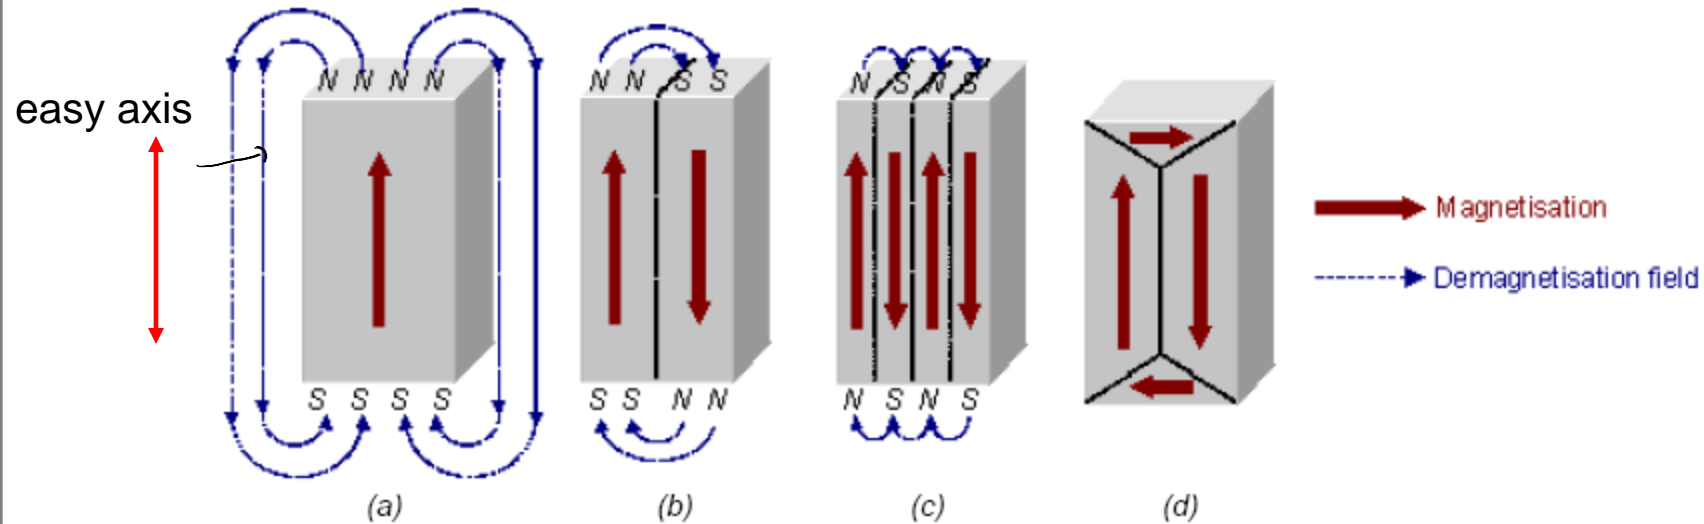 N N N N
N N S S
N S N S
easy axis
Magnetisation
Demagnetisation field
S S S S
S S N N
N S N S
(a)
(b)
(c)
(d)